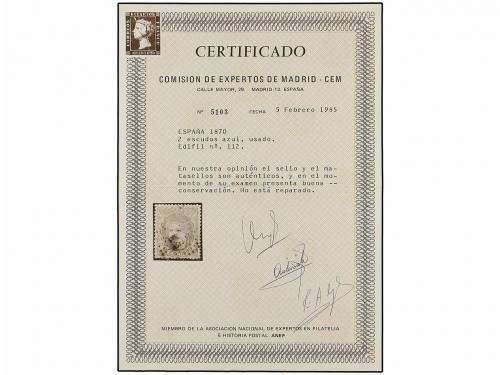 CERTIFICADO
COMISION DE EXPERTOS DE MADRID - CEM
CALLE MAYOR, 29. MADRID 13. ESPAÑA
Nº 5103 FECHA 5 Febrero 1985
ESPAÑA 1870
2 escudos azul, usado.
Edifil nº. 112.
En nuestra opinión el sello y el ma-
tasellos son auténticos, y en el mo-
mento de su examen presenta buena --
conservación. No está reparado.
MIEMBRO DE LA ASOCIACION NACIONAL DE EXPERTOS EN FILATELIA
E HISTORIA POSTAL ANEP